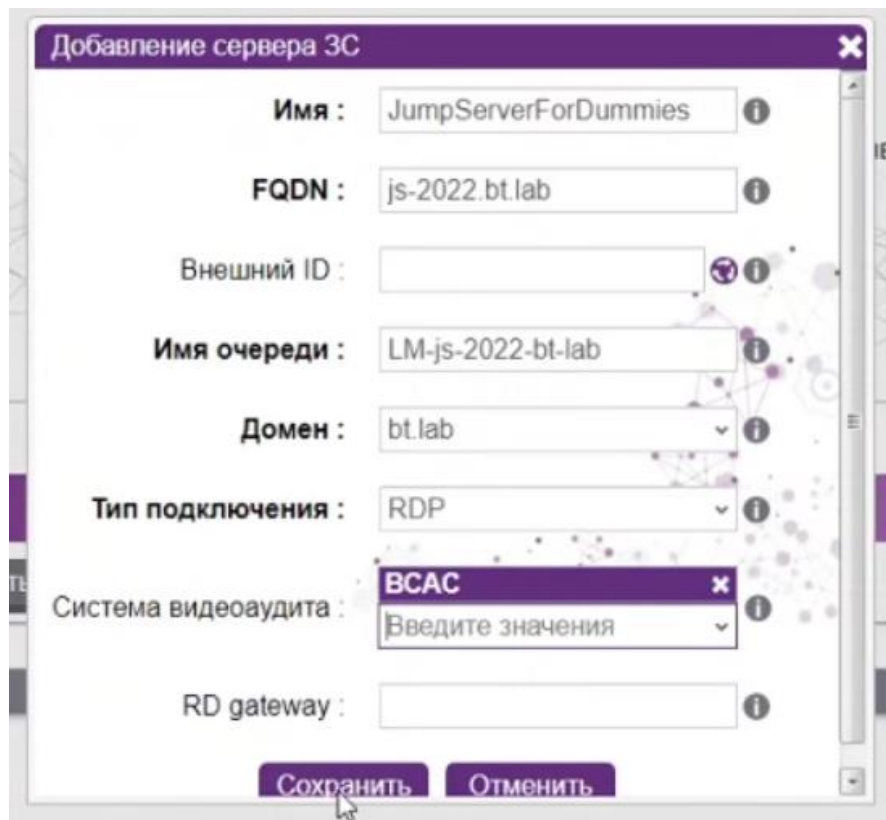 Добавление сервера ЗС
Имя : JumpServerForDummies
FQDN : js-2022.bt.lab
Внешний ID :
Имя очереди : LM-js-2022-bt-lab
Домен : bt.lab
Тип подключения : RDP
Система видеоаудита : BCAC
Введите значения
RD gateway :
Сохранить Отменить